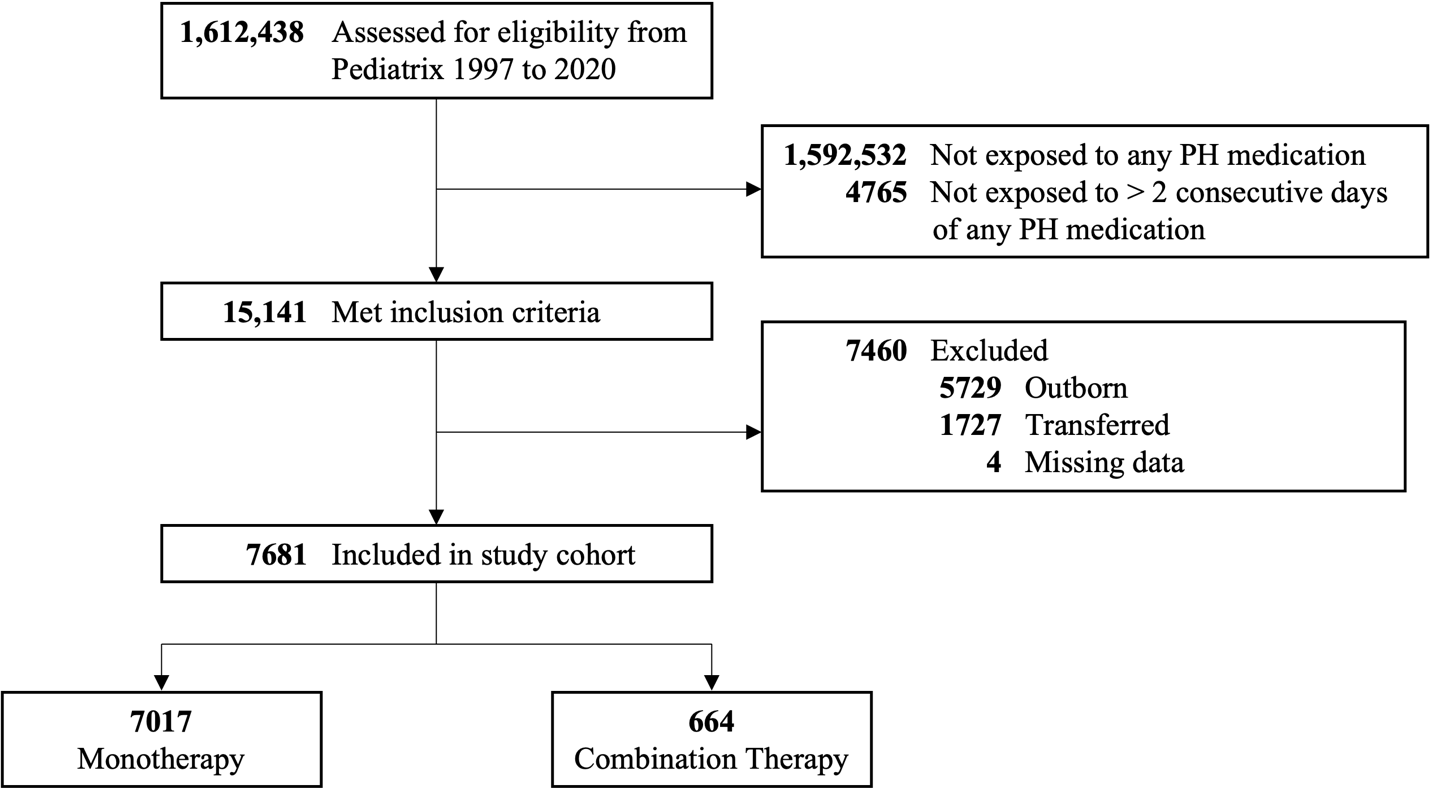 1,612,438 Assessed for eligibility from
Pediatrix 1997 to 2020
1,592,532 Not exposed to any PH medication
4765 Not exposed to > 2 consecutive days
of any PH medication
15,141 Met inclusion criteria
7460 Excluded
5729 Outborn
1727 Transferred
4 Missing data
7681 Included in study cohort
7017
Monotherapy
664
Combination Therapy